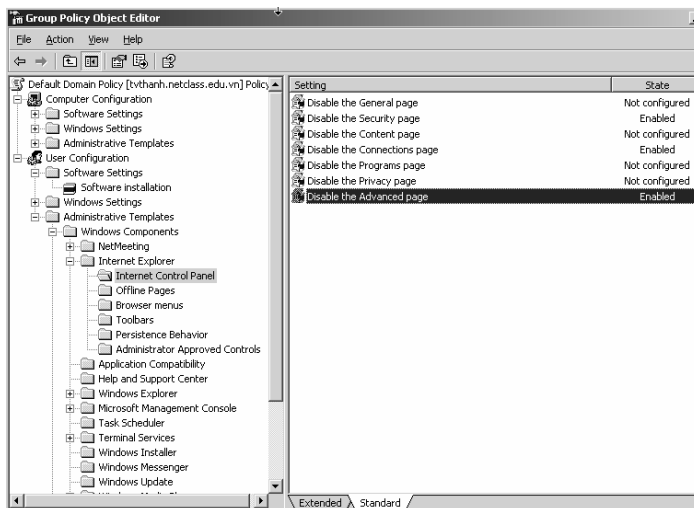 Group Policy Object Editor
File Action View Help
Default Domain Policy [tvthanh.netclass.edu.vn] Policy
Computer Configuration
Software Settings
Windows Settings
Administrative Templates
User Configuration
Software Settings
Software installation
Windows Settings
Administrative Templates
Windows Components
NetMeeting
Internet Explorer
Internet Control Panel
Offline Pages
Browser menus
Toolbars
Persistence Behavior
Administrator Approved Controls
Application Compatibility
Help and Support Center
Windows Explorer
Microsoft Management Console
Task Scheduler
Terminal Services
Windows Installer
Windows Messenger
Windows Update
Setting State
Disable the General page Not configured
Disable the Security page Enabled
Disable the Content page Not configured
Disable the Connections page Enabled
Disable the Programs page Not configured
Disable the Privacy page Not configured
Disable the Advanced page Enabled
Extended Standard